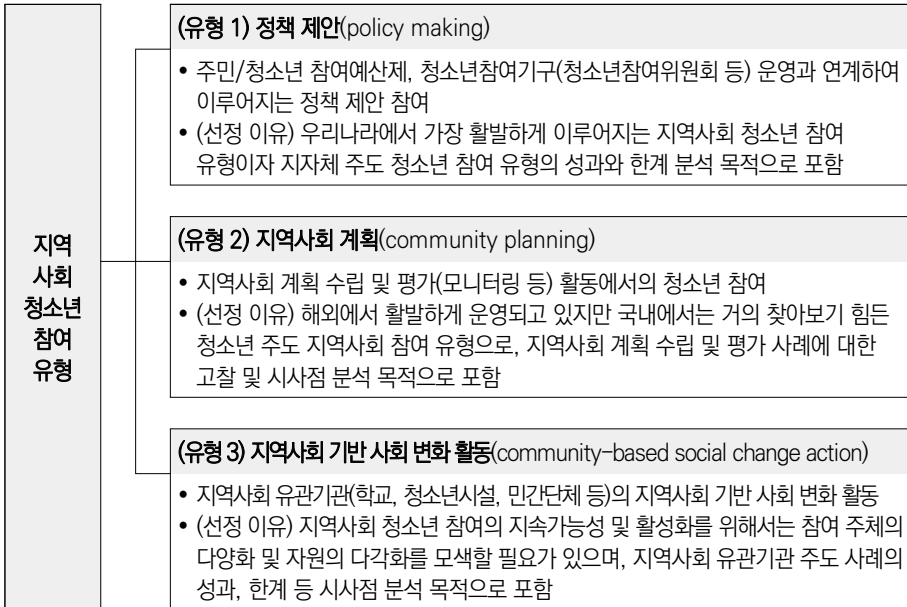 지역
사회
청소년
참여
유형
(유형 1) 정책 제안(policy making)
• 주민/청소년 참여예산제, 청소년참여기구(청소년참여위원회 등) 운영과 연계하여
이루어지는 정책 제안 참여
• (선정 이유) 우리나라에서 가장 활발하게 이루어지는 지역사회 청소년 참여
유형이자 지자체 주도 청소년 참여 유형의 성과와 한계 분석 목적으로 포함
(유형 2) 지역사회 계획(community planning)
• 지역사회 계획 수립 및 평가(모니터링 등) 활동에서의 청소년 참여
• (선정 이유) 해외에서 활발하게 운영되고 있지만 국내에서는 거의 찾아보기 힘든
청소년 주도 지역사회 참여 유형으로, 지역사회 계획 수립 및 평가 사례에 대한
고찰 및 시사점 분석 목적으로 포함
(유형 3) 지역사회 기반 사회 변화 활동(community-based social change action)
• 지역사회 유관기관(학교, 청소년시설, 민간단체 등)의 지역사회 기반 사회 변화 활동
• (선정 이유) 지역사회 청소년 참여의 지속가능성 및 활성화를 위해서는 참여 주체의
다양화 및 자원의 다각화를 모색할 필요가 있으며, 지역사회 유관기관 주도 사례의
성과, 한계 등 시사점 분석 목적으로 포함